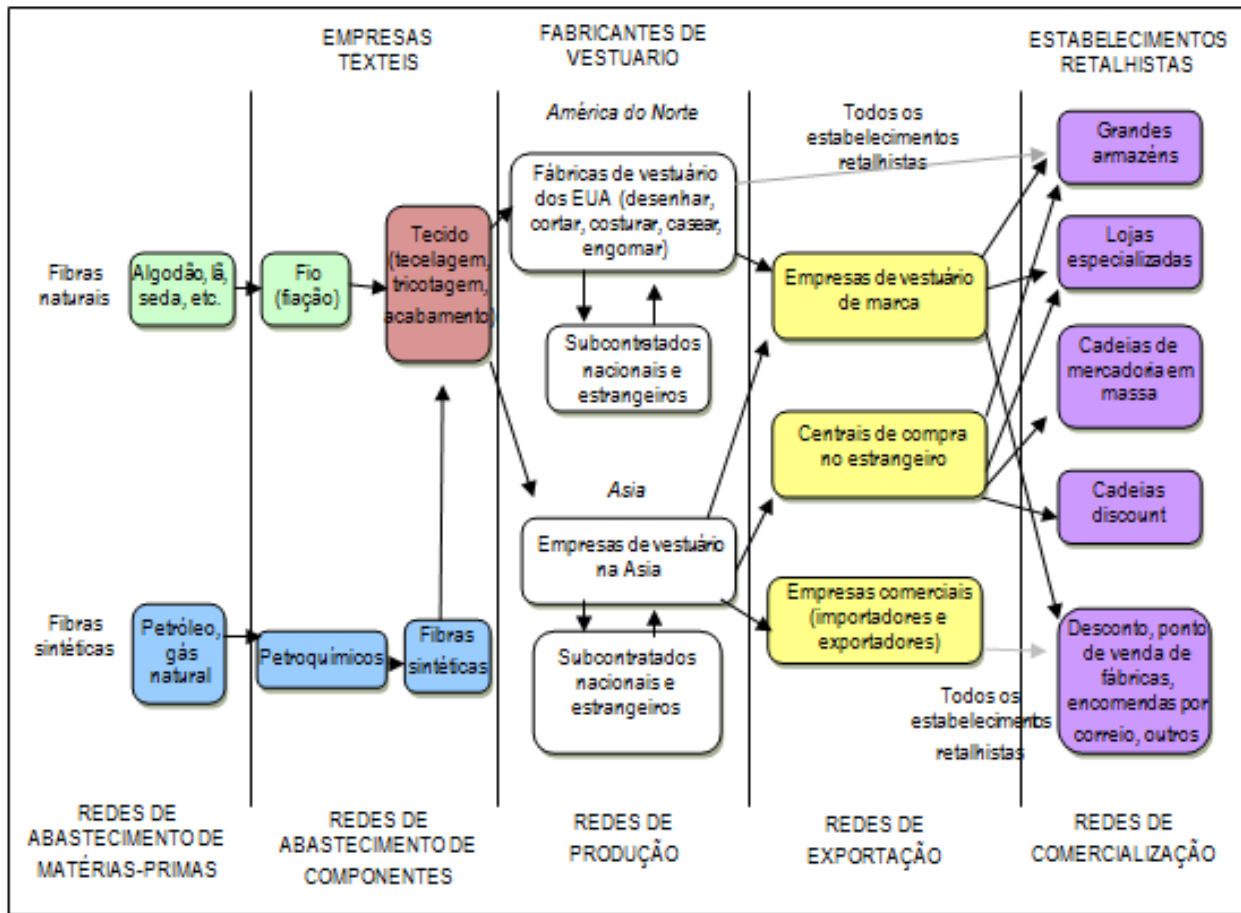 EMPRESAS
TEXTEIS
FABRICANTES DE
VESTUARIO
ESTABELECIMENTOS
RETALHISTAS
América do Norte
Todos os
estabelecimentos
retalhistas
Grandes
armazéns
Fábricas de vestuário
dos EUA (desenhar,
cortar, costurar, casear,
engomar)
Tecido
(tecelagem,
tricotagem,
acabamento)
Lojas
especializadas
Fibras
naturais
Algodão, lã,
seda, etc.
Fio
(fiação)
Empresas de vestuário
de marca
Subcontratados
nacionais e
estrangeiros
Cadeias de
mercadoria em
massa
Centrais de compra
no estrangeiro
Asia
Cadeias
discount
Empresas de vestuário
na Asia
Empresas comerciais
(importadores e
exportadores)
Fibras
sintéticas
Petróleo,
gás
natural
Petroquímicos
Fibras
sintéticas
Subcontratados
nacionais e
estrangeiros
Desconto, ponto
de venda de
fábricas,
encomendas por
correio, outros
Todos os
estabelecimentos
retalhistas
REDES DE
ABASTECIMENTO DE
MATÉRIAS-PRIMAS
REDES DE
ABASTECIMENTO DE
COMPONENTES
REDES DE
PRODUÇÃO
REDES DE
EXPORTAÇÃO
REDES DE
COMERCIALIZAÇÃO